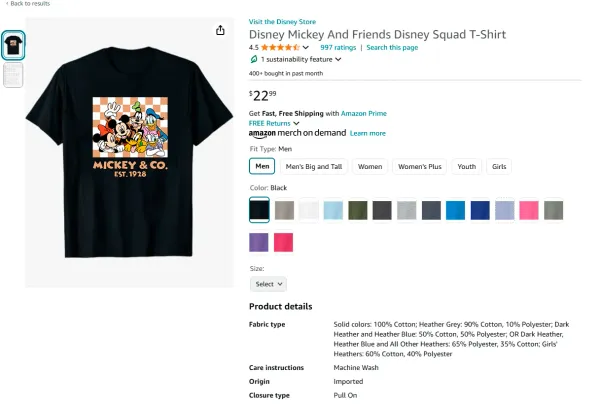 ‹ Back to results
Visit the Disney Store
Disney Mickey And Friends Disney Squad T-Shirt
4.5 997 ratings | Search this page
1 sustainability feature
400+ bought in past month
$22.99
Get Fast, Free Shipping with Amazon Prime
FREE Returns
amazon merch on demand Learn more
Fit Type: Men
Men Men's Big and Tall Women Women's Plus Youth Girls
Color: Black
MICKEY & CO.
EST. 1928
Size:
Select
Product details
Fabric type Solid colors: 100% Cotton; Heather Grey: 90% Cotton, 10% Polyester; Dark
Heather and Heather Blue: 50% Cotton, 50% Polyester; OR Dark Heather,
Heather Blue and All Other Heathers: 65% Polyester, 35% Cotton; Girls'
Heathers: 60% Cotton, 40% Polyester
Care instructions Machine Wash
Origin Imported
Closure type Pull On